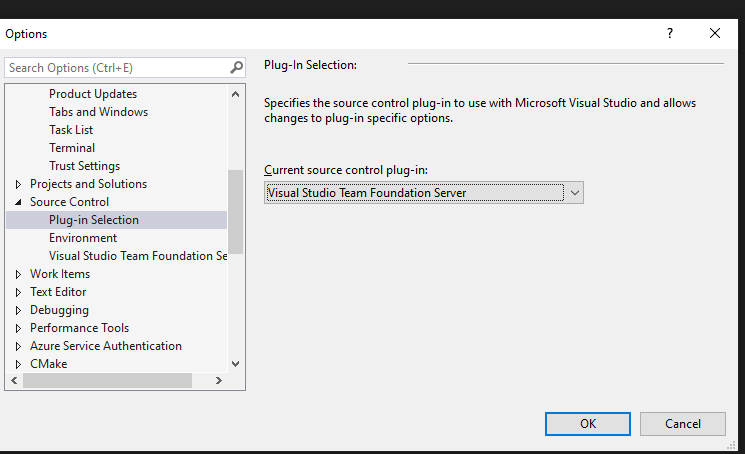 Options
?
Search Options (Ctrl+E)
Product Updates
Tabs and Windows
Task List
Terminal
Trust Settings
Projects and Solutions
Source Control
Plug-in Selection
Environment
Visual Studio Team Foundation Se
Work Items
Text Editor
Debugging
Performance Tools
Azure Service Authentication
CMake
Plug-In Selection:
Specifies the source control plug-in to use with Microsoft Visual Studio and allows
changes to plug-in specific options.
Current source control plug-in:
Visual Studio Team Foundation Server
OK
Cancel